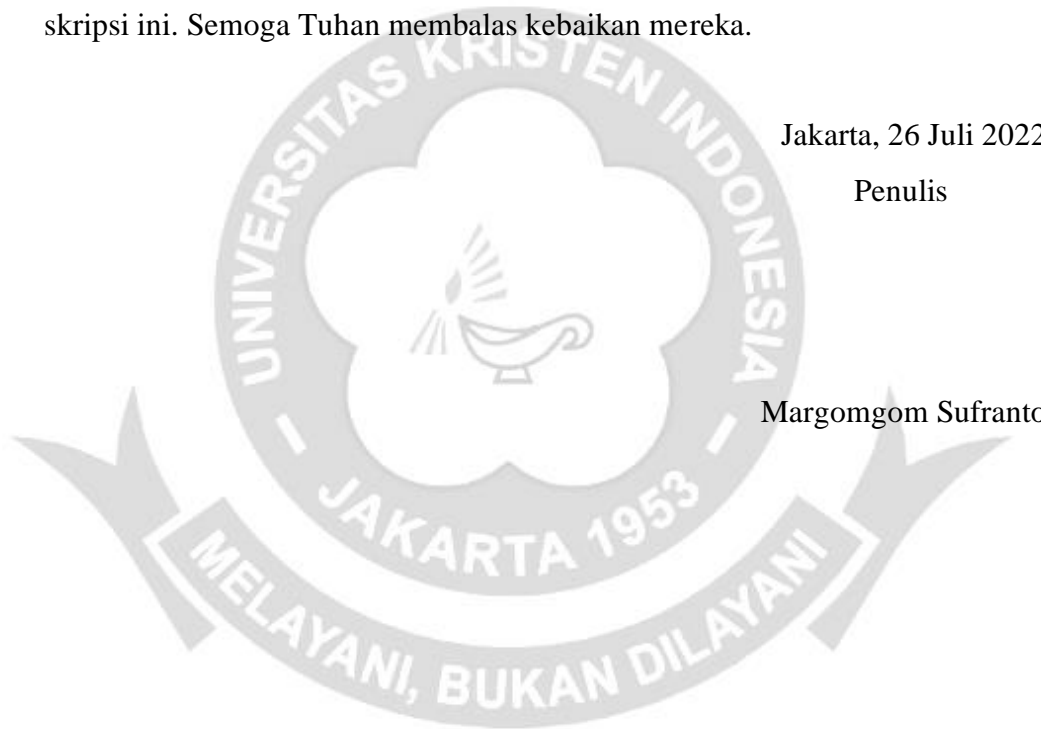 skripsi ini. Semoga Tuhan membalas kebaikan mereka.
Jakarta, 26 Juli 2022
Penulis
Margomgom Sufranto
UNIVERSITAS KRISTEN INDONESIA
- JAKARTA 1953 -
MELAYANI, BUKAN DILAYANI